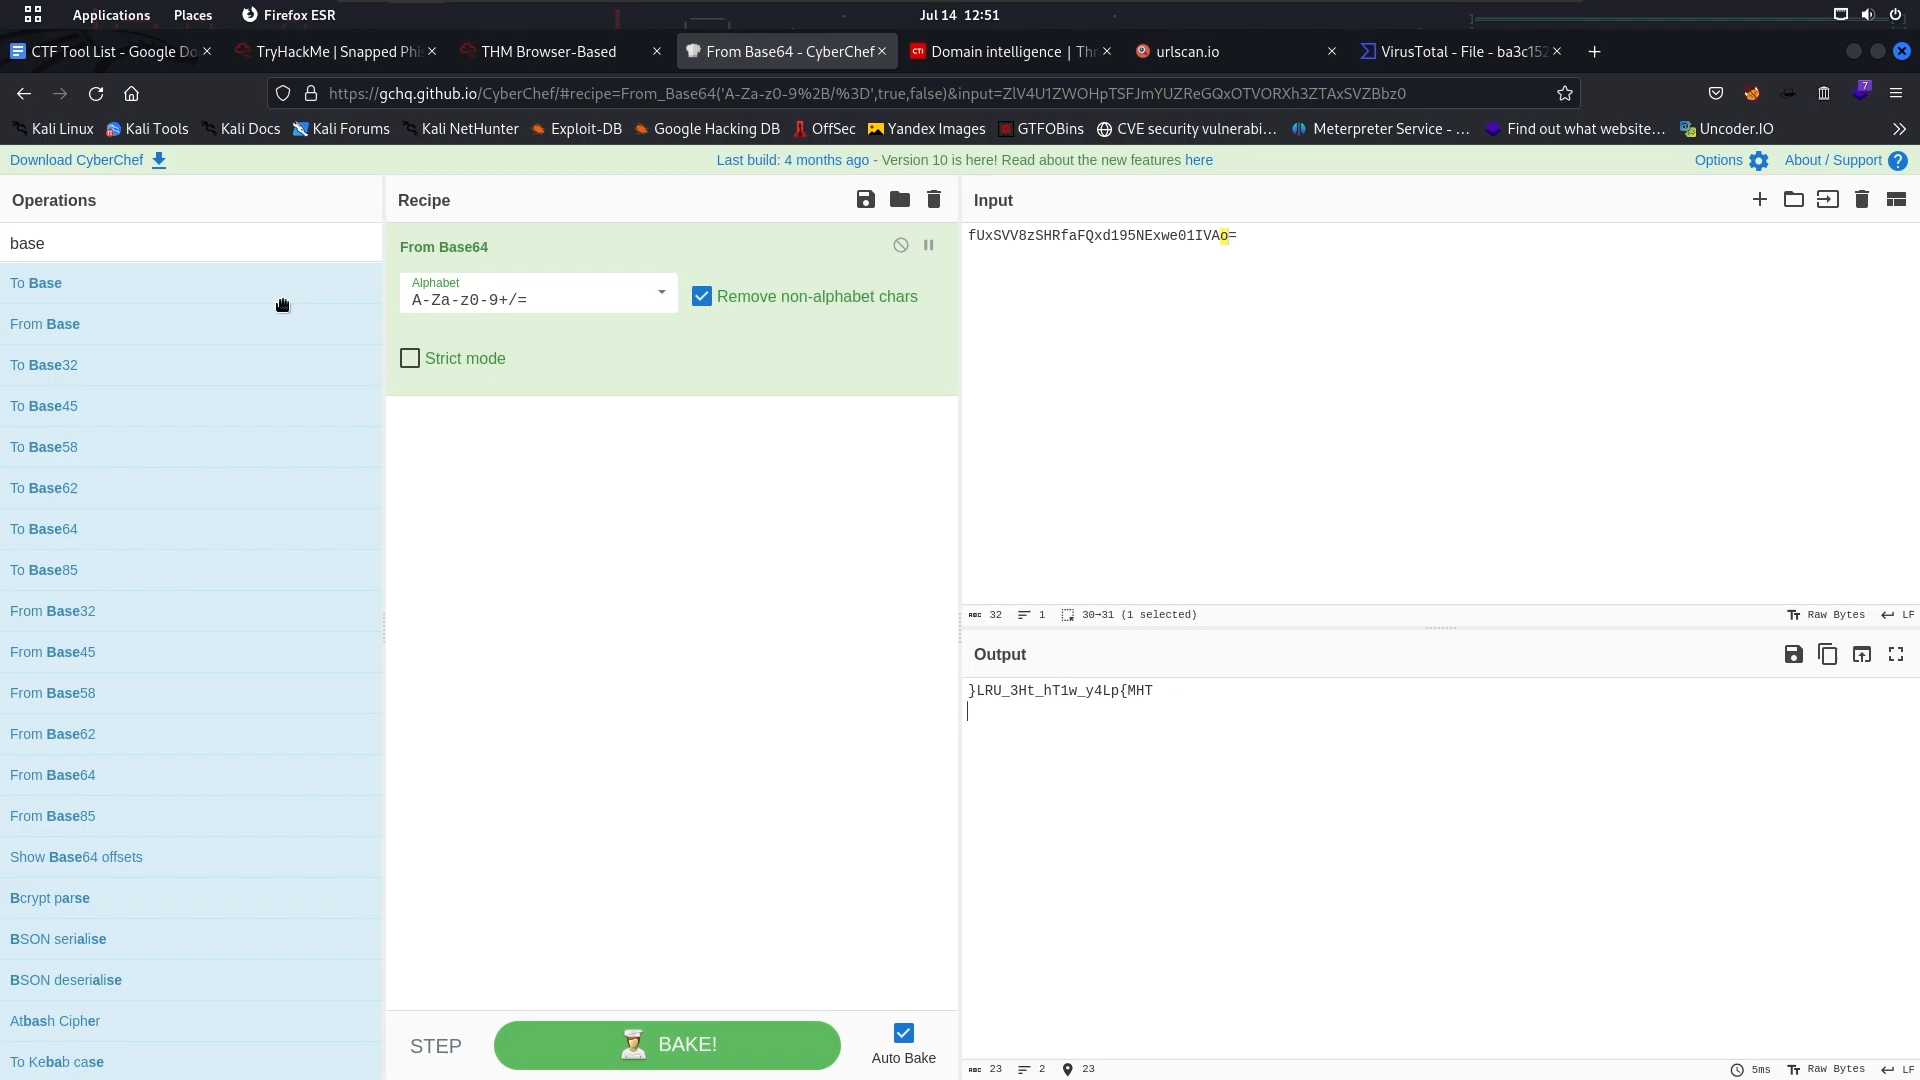 Applications Places Firefox ESR Jul 14 12:51
CTF Tool List - Google Do TryHackMe | Snapped Phis THM Browser-Based From Base64 - CyberChef Domain intelligence | Thr urlscan.io VirusTotal - File - ba3c152
https://gchq.github.io/CyberChef/#recipe=From_Base64('A-Za-z0-9%2B/%3D',true,false)&input=ZlV4U1ZWOHpTSFJmYUZReGQxOTVORXh3ZTAxSVZBbz0 7
Kali Linux Kali Tools Kali Docs Kali Forums Kali NetHunter Exploit-DB Google Hacking DB OffSec Yandex Images GTFOBins CVE security vulnerabi... Meterpreter Service - ... Find out what website... Uncoder.IO
Download CyberChef Last build: 4 months ago - Version 10 is here! Read about the new features here Options About / Support
Operations
base
To Base
From Base
To Base32
To Base45
To Base58
To Base62
To Base64
To Base85
From Base32
From Base45
From Base58
From Base62
From Base64
From Base85
Show Base64 offsets
Bcrypt parse
BSON serialise
BSON deserialise
Atbash Cipher
To Kebab case
Recipe
From Base64
Alphabet
A-Za-z0-9+/=
Remove non-alphabet chars
Strict mode
STEP
BAKE!
Auto Bake
Input
fUxSVV8zSHRfaFQxd195NExwe01IVAo=
ABC 32 1 30→31 (1 selected) Raw Bytes LF
Output
}LRU_3Ht_hT1w_y4Lp{MHT
ABC 23 2 23 5ms Raw Bytes LF